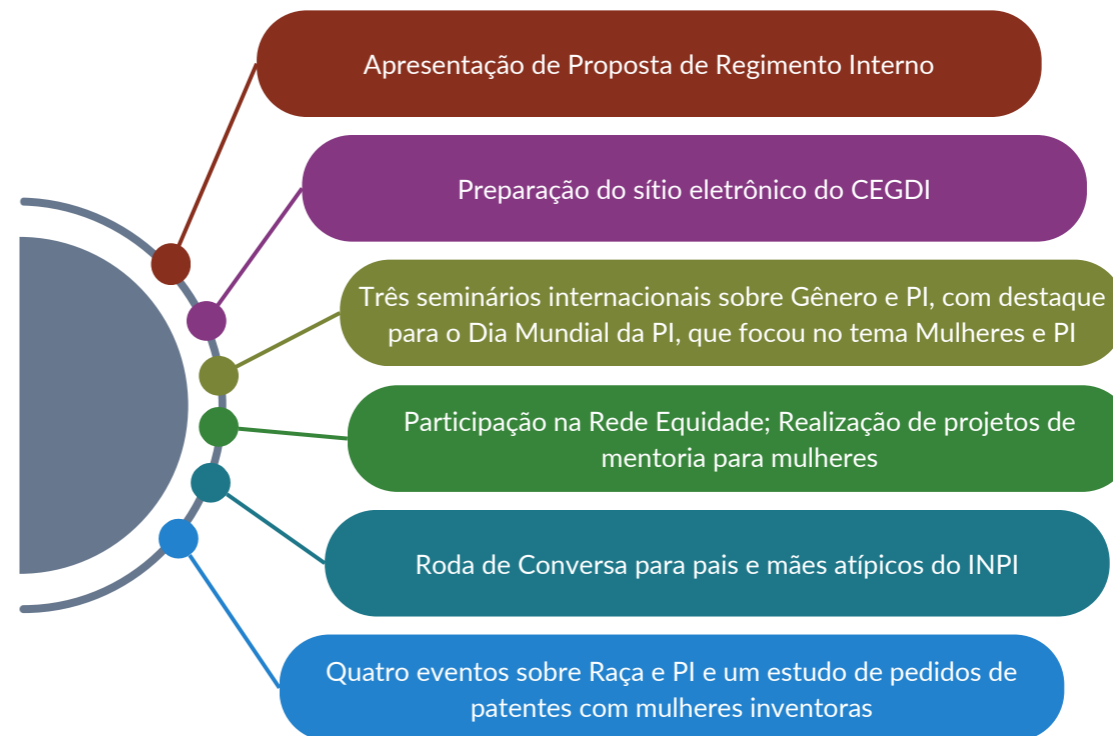 Apresentação de Proposta de Regimento Interno
Preparação do sítio eletrônico do CEGDI
Três seminários internacionais sobre Gênero e PI, com destaque
para o Dia Mundial da PI, que focou no tema Mulheres e PI
Participação na Rede Equidade; Realização de projetos de
mentoria para mulheres
Roda de Conversa para pais e mães atípicos do INPI
Quatro eventos sobre Raça e PI e um estudo de pedidos de
patentes com mulheres inventoras